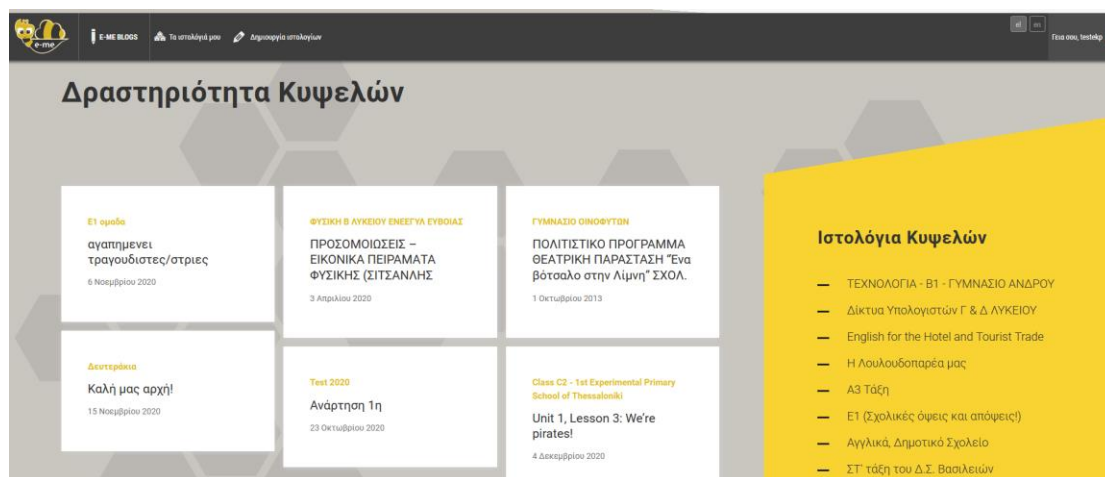 e-me
E-ME BLOGS
Τα ιστολόγιά μου
Δημιουργία ιστολογίων
el
en
Γεια σου, testekp
Δραστηριότητα Κυψελών
Ε1 ομαδα
αγαπημενει
τραγουδιστες/στριες
6 Νοεμβρίου 2020
ΦΥΣΙΚΗ Β ΛΥΚΕΙΟΥ ΕΝΕΕΓΥΛ ΕΥΒΟΙΑΣ
ΠΡΟΣΟΜΟΙΩΣΕΙΣ –
ΕΙΚΟΝΙΚΑ ΠΕΙΡΑΜΑΤΑ
ΦΥΣΙΚΗΣ (ΣΙΤΣΑΝΛΗΣ
3 Απριλίου 2020
ΓΥΜΝΑΣΙΟ ΟΙΝΟΦΥΤΩΝ
ΠΟΛΙΤΙΣΤΙΚΟ ΠΡΟΓΡΑΜΜΑ
ΘΕΑΤΡΙΚΗ ΠΑΡΑΣΤΑΣΗ “Ένα
βότσαλο στην Λίμνη” ΣΧΟΛ.
1 Οκτωβρίου 2013
Δευτεράκια
Καλή μας αρχή!
15 Νοεμβρίου 2020
Test 2020
Ανάρτηση 1η
23 Οκτωβρίου 2020
Class C2 - 1st Experimental Primary
School of Thessaloniki
Unit 1, Lesson 3: We’re
pirates!
4 Δεκεμβρίου 2020
Ιστολόγια Κυψελών
ΤΕΧΝΟΛΟΓΙΑ - Β1 - ΓΥΜΝΑΣΙΟ ΑΝΔΡΟΥ
Δίκτυα Υπολογιστών Γ & Δ ΛΥΚΕΙΟΥ
English for the Hotel and Tourist Trade
Η Λουλουδοπαρέα μας
Α3 Τάξη
Ε1 (Σχολικές όψεις και απόψεις!)
Αγγλικά, Δημοτικό Σχολείο
ΣΤ' τάξη του Δ.Σ. Βασιλειών